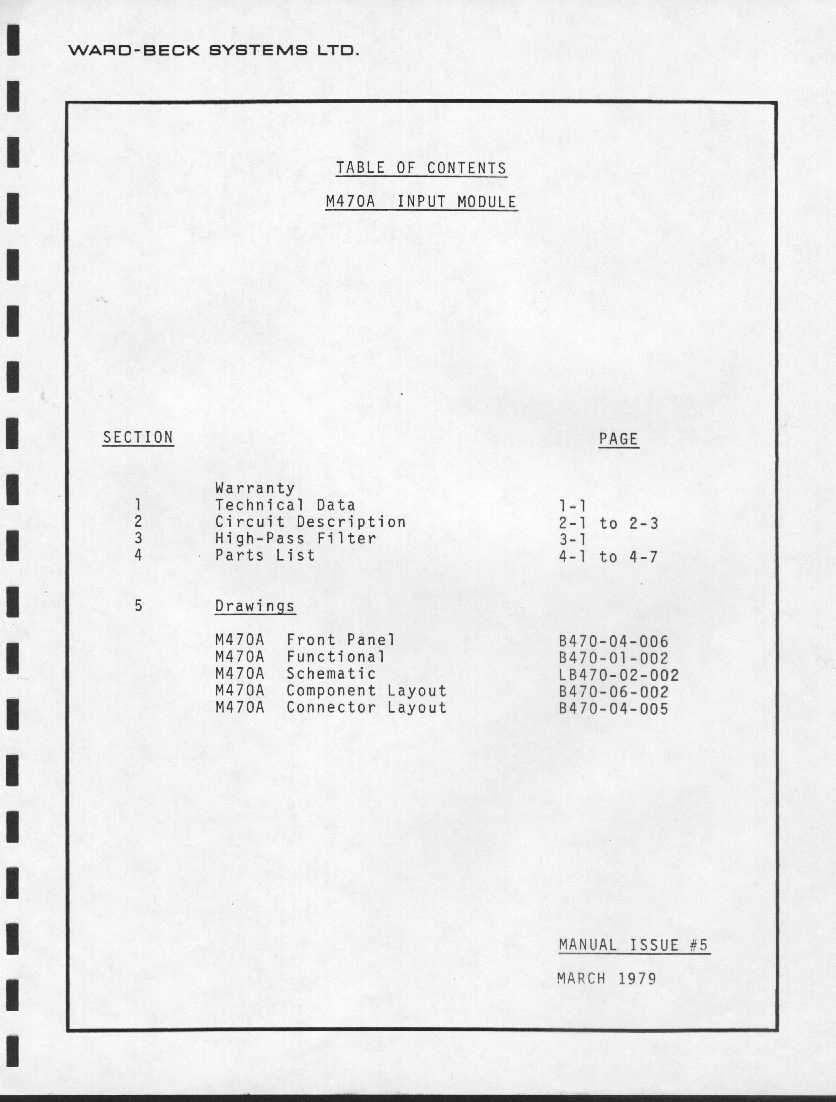 WARD-BECK SYSTEMS LTD.
TABLE OF CONTENTS
M470A INPUT MODULE
SECTION PAGE
Warranty
1 Technical Data 1-1
2 Circuit Description 2-1 to 2-3
3 High-Pass Filter 3-1
4 Parts List 4-1 to 4-7
5 Drawings
M470A Front Panel B470-04-006
M470A Functional B470-01-002
M470A Schematic LB470-02-002
M470A Component Layout B470-06-002
M470A Connector Layout B470-04-005
MANUAL ISSUE #5
MARCH 1979